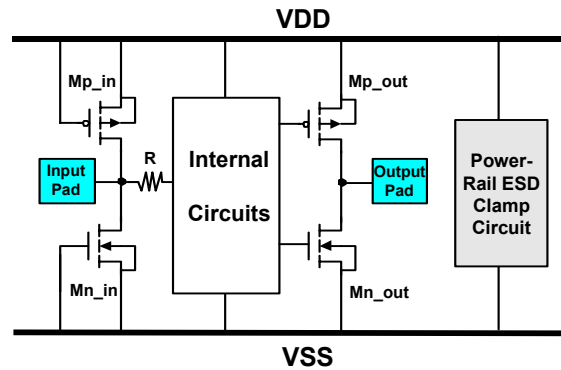 VDD
Mp_in
Mp_out
Input
Pad
R
Internal
Circuits
Output
Pad
Power-
Rail ESD
Clamp
Circuit
Mn_in
Mn_out
VSS